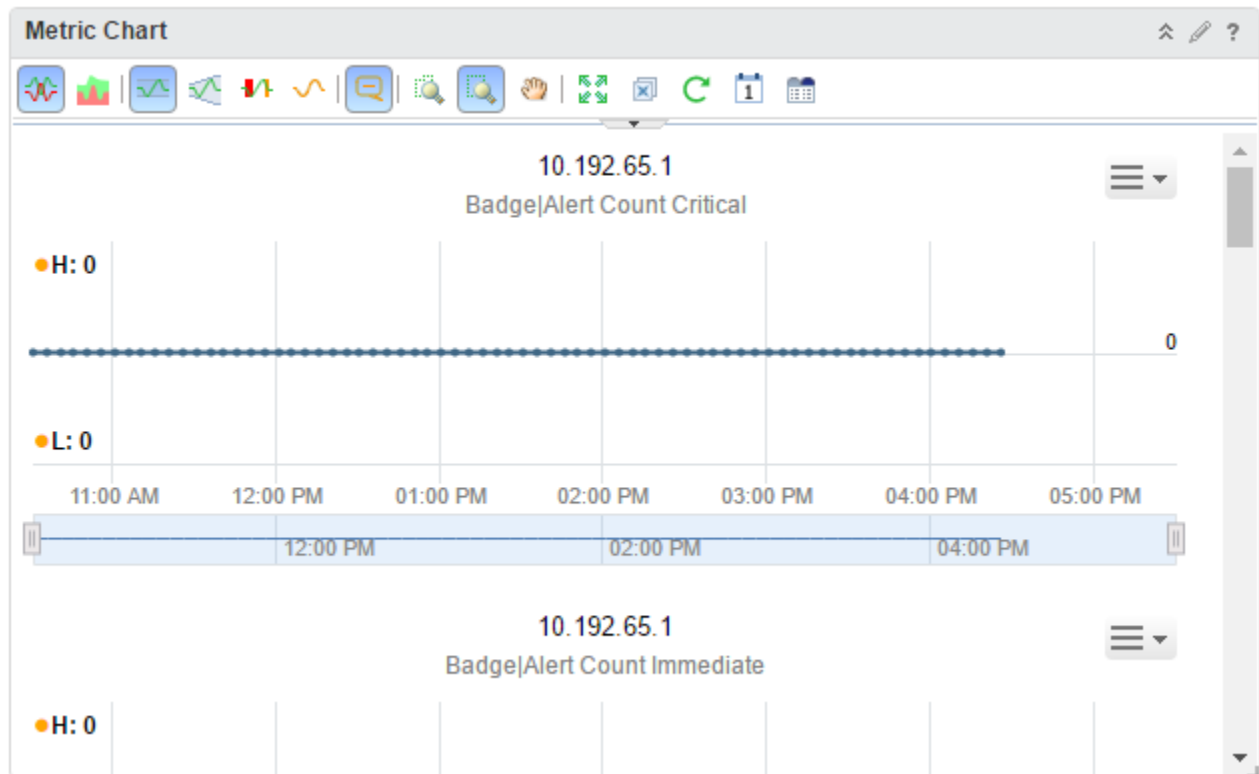 Metric Chart ?
1
10.192.65.1
Badge|Alert Count Critical
H: 0
0
L: 0
11:00 AM 12:00 PM 01:00 PM 02:00 PM 03:00 PM 04:00 PM 05:00 PM
12:00 PM 02:00 PM 04:00 PM
10.192.65.1
Badge|Alert Count Immediate
H: 0